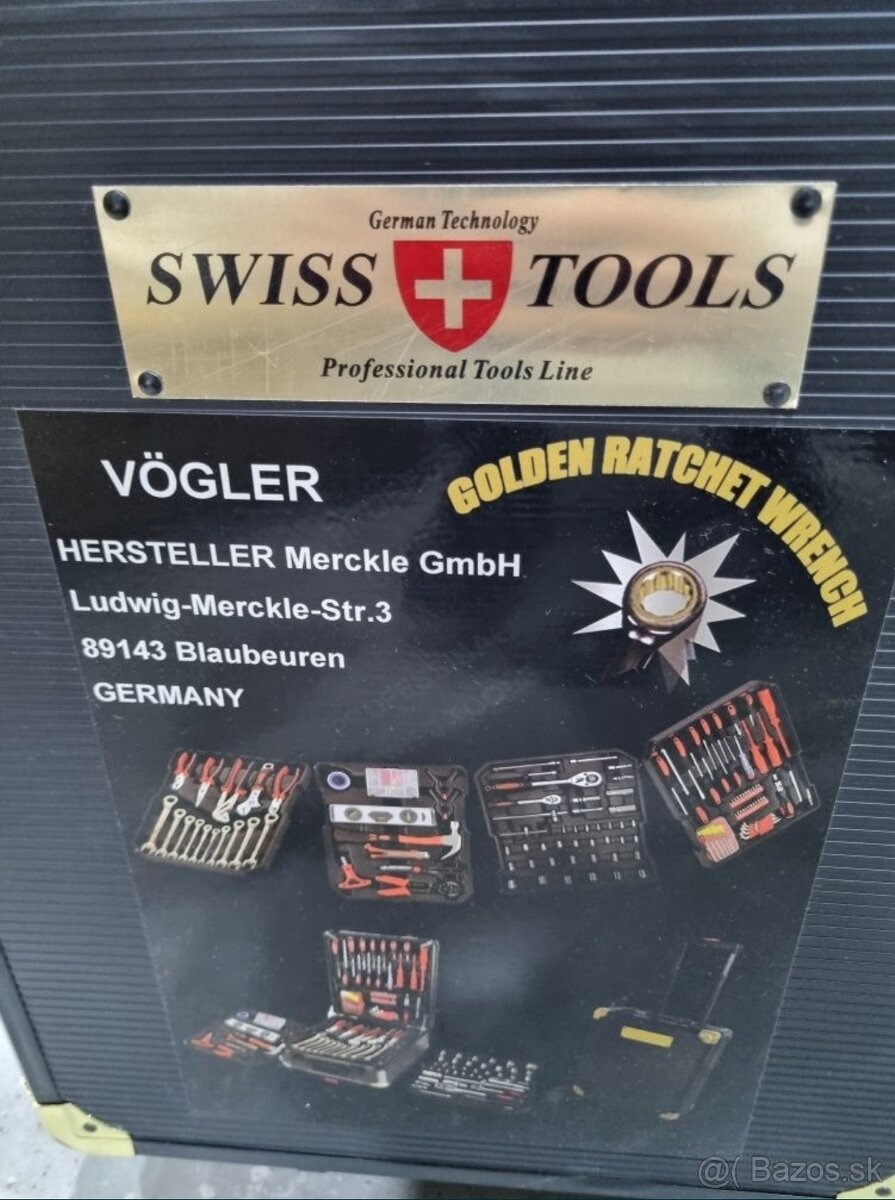 German Technology
SWISS TOOLS
Professional Tools Line
VÖGLER
GOLDEN RATCHET WRENCH
HERSTELLER Merckle GmbH
Ludwig-Merckle-Str.3
89143 Blaubeuren
GERMANY
@( Bazos.sk